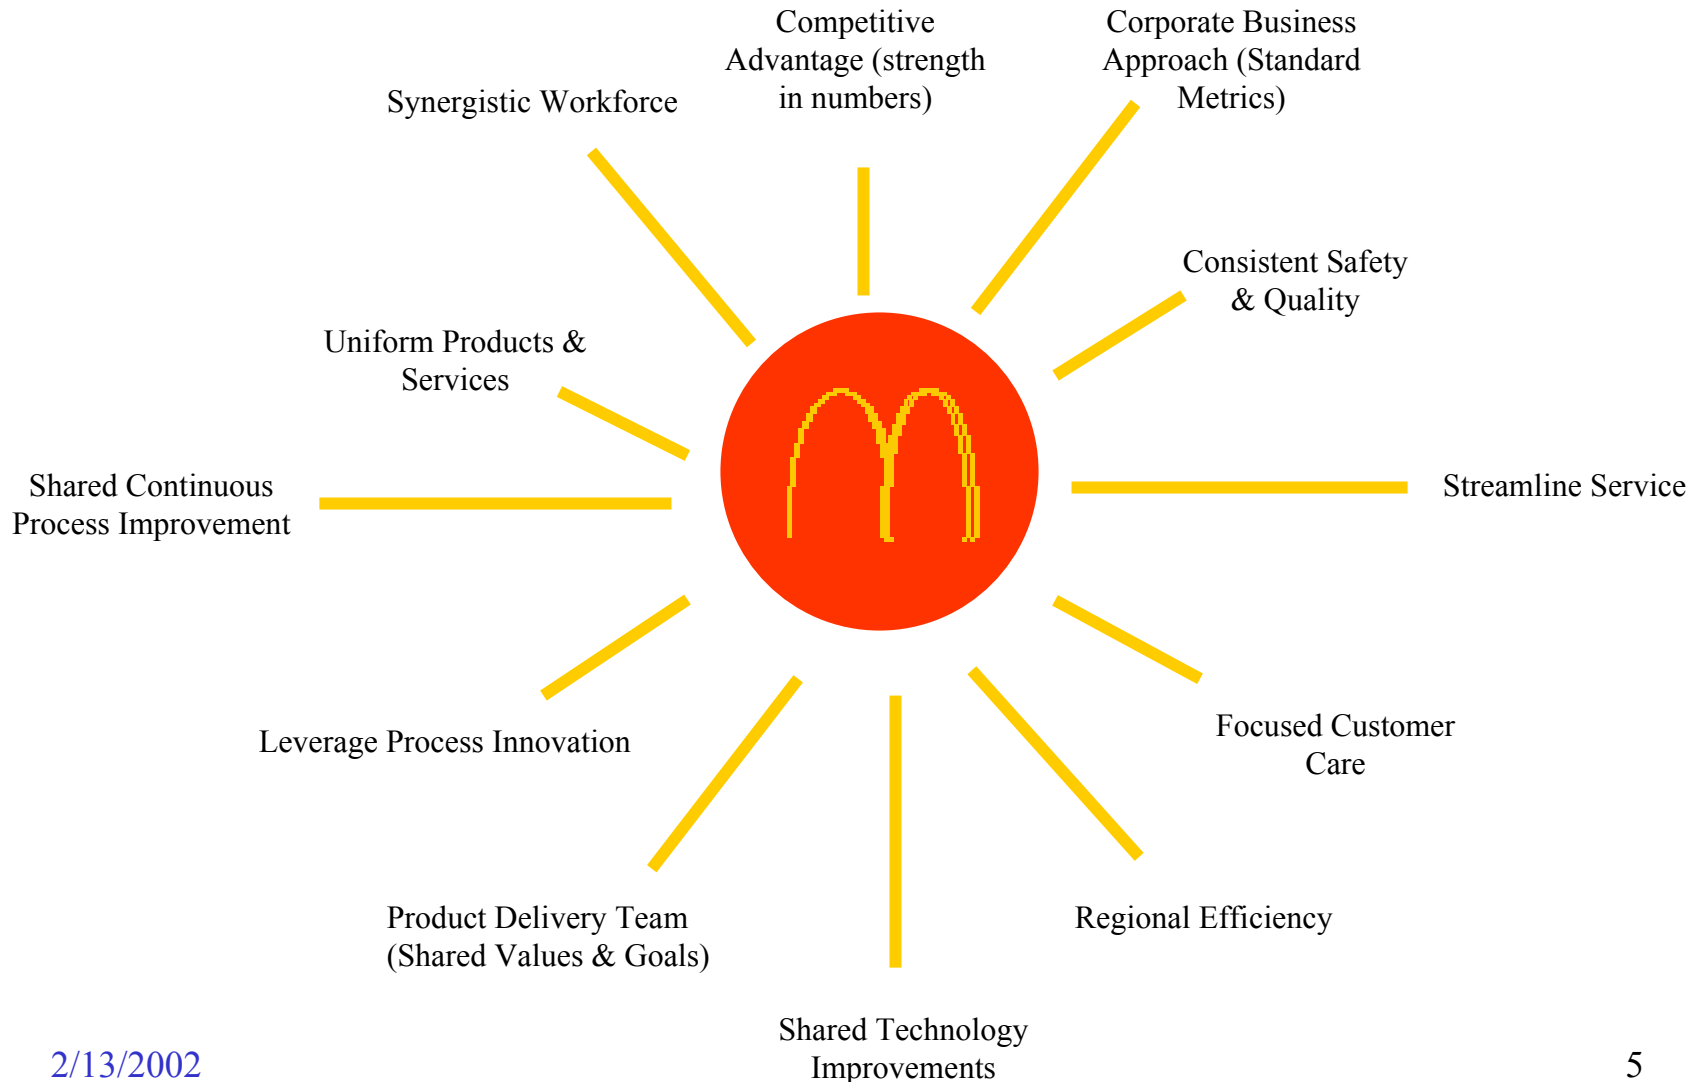 Competitive
Advantage (strength
in numbers)
Corporate Business
Approach (Standard
Metrics)
Synergistic Workforce
Consistent Safety
& Quality
Uniform Products &
Services
Shared Continuous
Process Improvement
Streamline Service
Leverage Process Innovation
Focused Customer
Care
Product Delivery Team
(Shared Values & Goals)
Regional Efficiency
Shared Technology
Improvements
2/13/2002
5